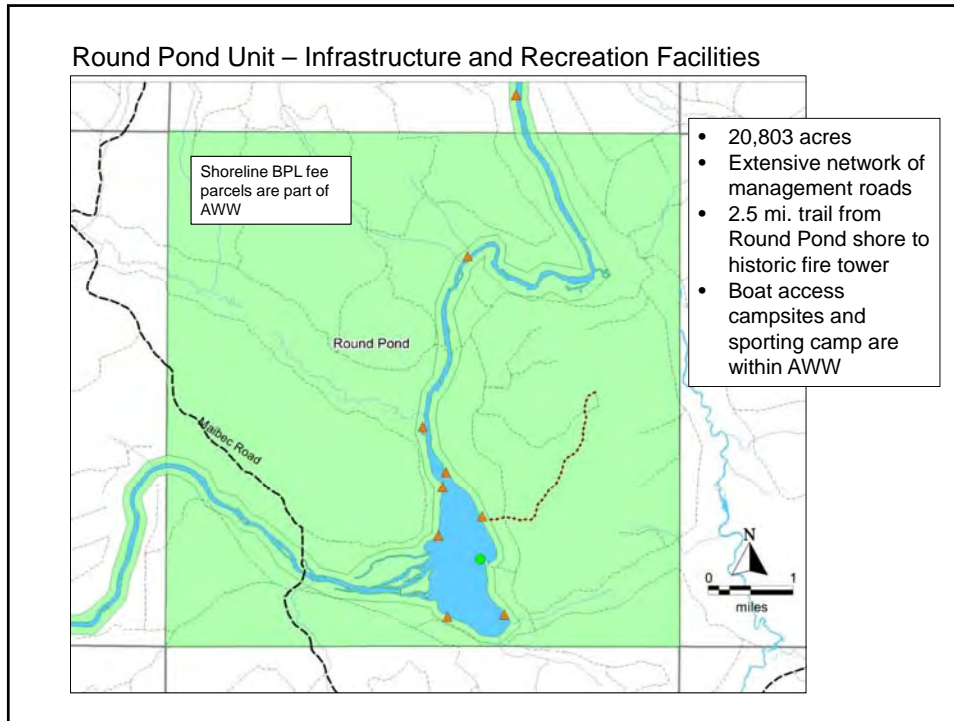 Round Pond Unit – Infrastructure and Recreation Facilities
Shoreline BPL fee
parcels are part of
AWW
• 20,803 acres
• Extensive network of
management roads
• 2.5 mi. trail from
Round Pond shore to
historic fire tower
• Boat access
campsites and
sporting camp are
within AWW
Round Pond
Maibec Road
N
0 1
miles